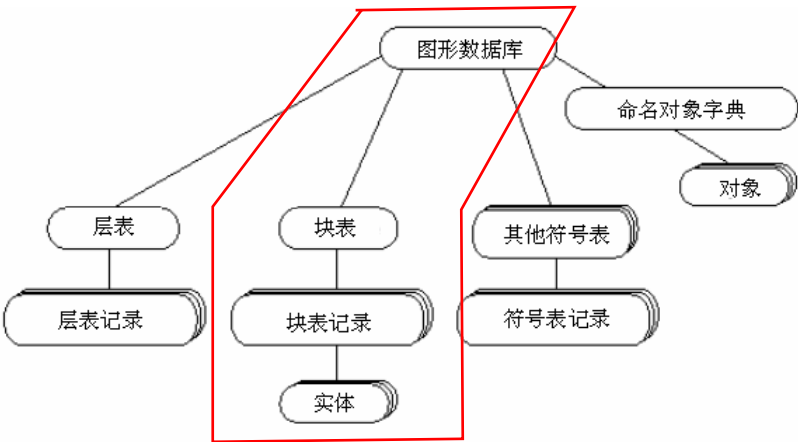 图形数据库
命名对象字典
对象
层表
块表
其他符号表
层表记录
块表记录
符号表记录
实体